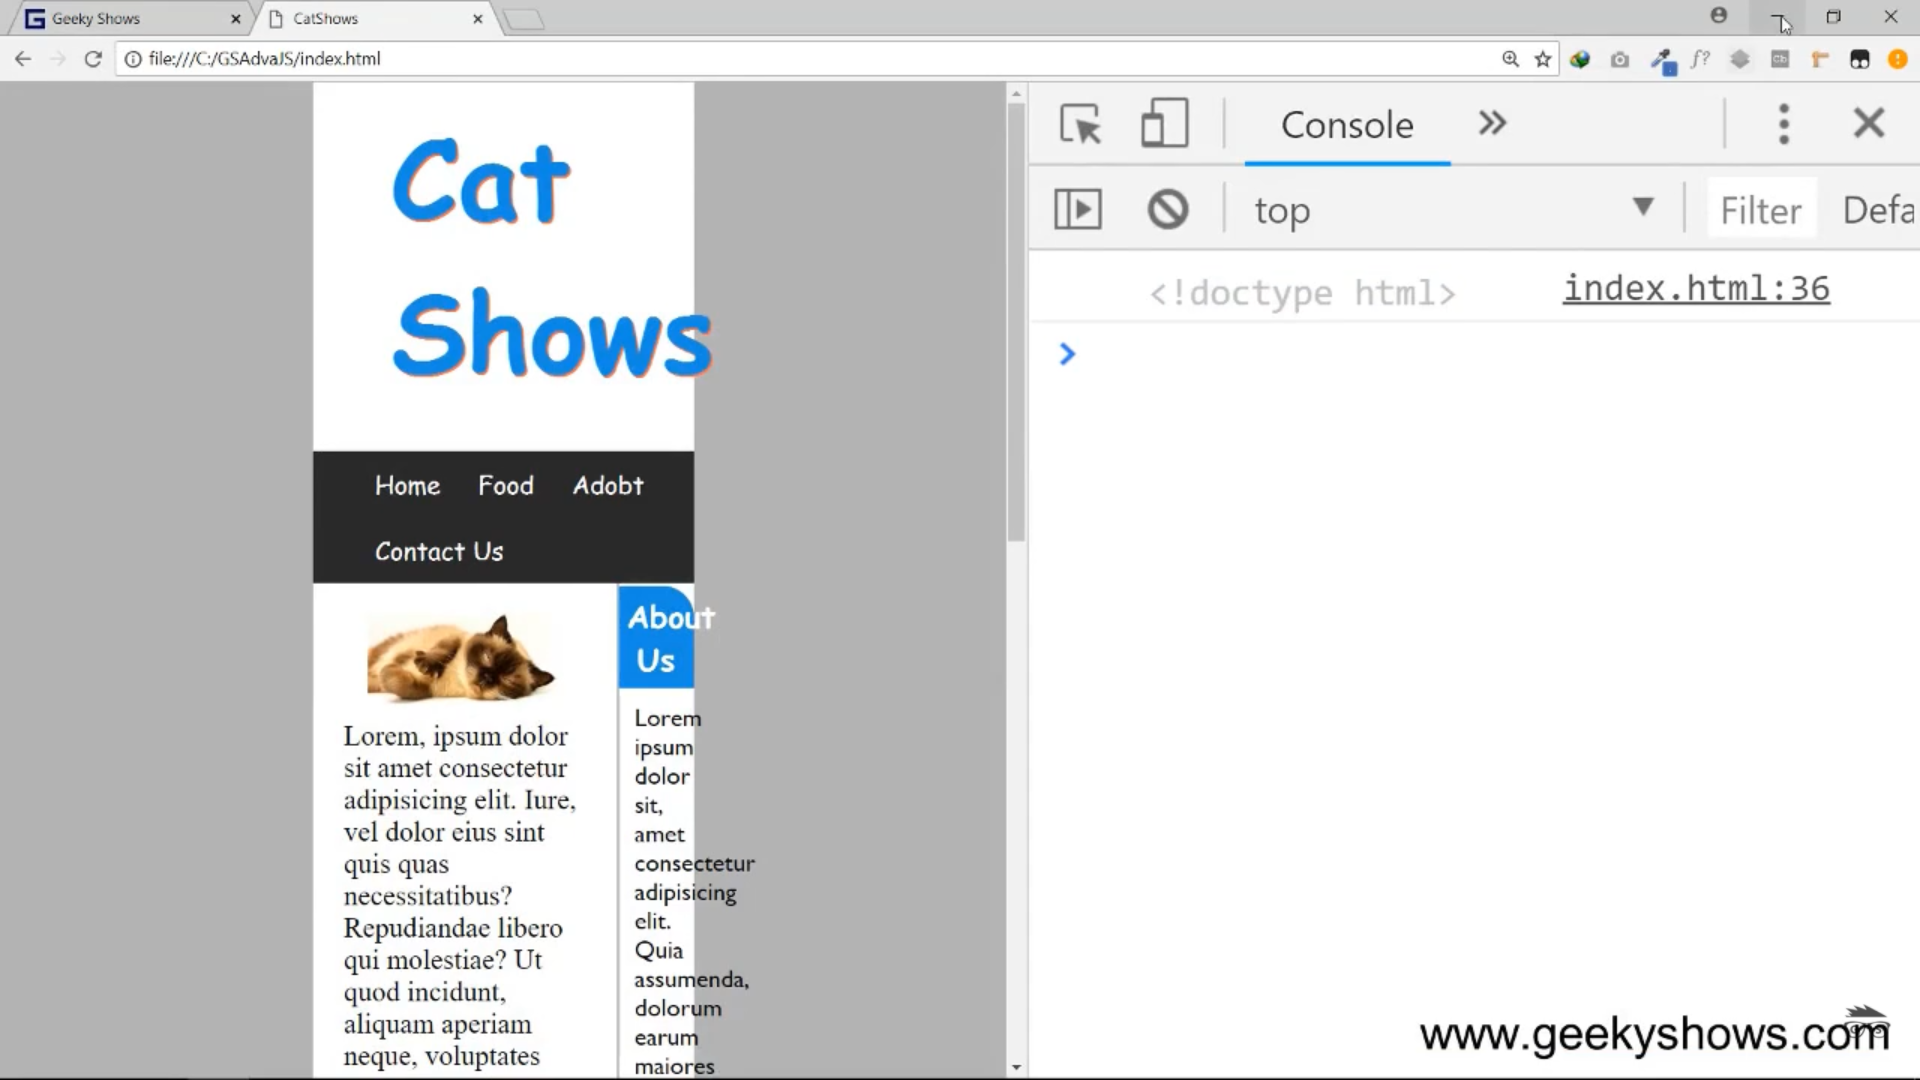 Geeky Shows
CatShows
file:///C:/GSAdvaJS/index.html
f?
Cb
Cat
Shows
Home Food Adobt
Contact Us
Lorem, ipsum dolor
sit amet consectetur
adipisicing elit. Iure,
vel dolor eius sint
quis quas
necessitatibus?
Repudiandae libero
qui molestiae? Ut
quod incidunt,
aliquam aperiam
neque, voluptates
About
Us
Lorem
ipsum
dolor
sit,
amet
consectetur
adipisicing
elit.
Quia
assumenda,
dolorum
earum
maiores
Console
top Filter Defa
<!doctype html> index.html:36
www.geekyshows.com